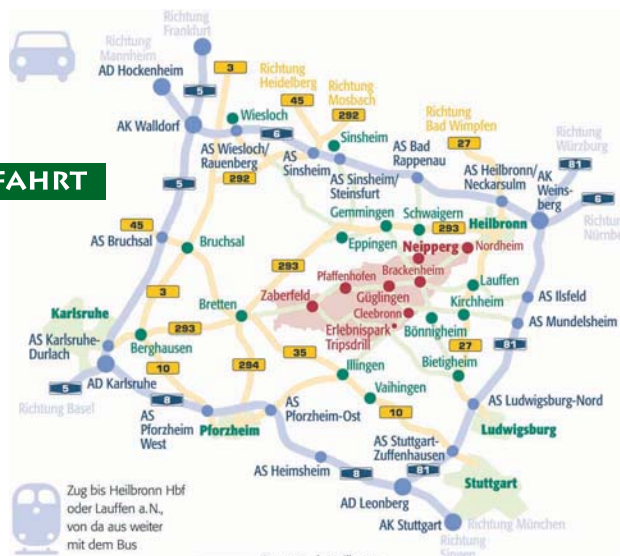 Richtung
Frankfurt
Richtung
Mannheim
AD Hockenheim
3
5
Richtung
Heidelberg
45
Richtung
Mosbach
292
Richtung
Bad Wimpfen
27
Richtung
Würzburg
81
Wiesloch
AK Walldorf
6
Sinsheim
AS Wiesloch/
Rauenberg
AS
Sinsheim
AS Bad
Rappenau
AS Heilbronn/
Neckarsulm
AK
Weins-
berg
6
FAHRT
5
292
AS Sinsheim/
Steinsfurt
Richtung
Nürnberg
45
AS Bruchsal
Bruchsal
Gemmingen
Schwaigern
Heilbronn
293
Eppingen
Neipperg
Nordheim
293
Pfaffenhofen
Brackenheim
Lauffen
3
Bretten
Zaberfeld
Güglingen
Kirchheim
AS Ilsfeld
Karlsruhe
Cleebronn
AS Mundelsheim
AS Karlsruhe-
Durlach
293
Berghausen
Erlebnispark
Tripsdrill
Bönnigheim
81
35
27
10
294
Illingen
Bietigheim
AD Karlsruhe
5
Richtung Basel
8
Vaihingen
AS
Pforzheim
West
Pforzheim
AS
Pforzheim-Ost
10
AS Ludwigsburg-Nord
Ludwigsburg
AS Stuttgart-
Zuffenhausen
AS Heimsheim
8
81
Stuttgart
AD Leonberg
AK Stuttgart
Richtung München
Richtung
Singen
Zug bis Heilbronn Hbf
oder Lauffen a.N.,
von da aus weiter
mit dem Bus